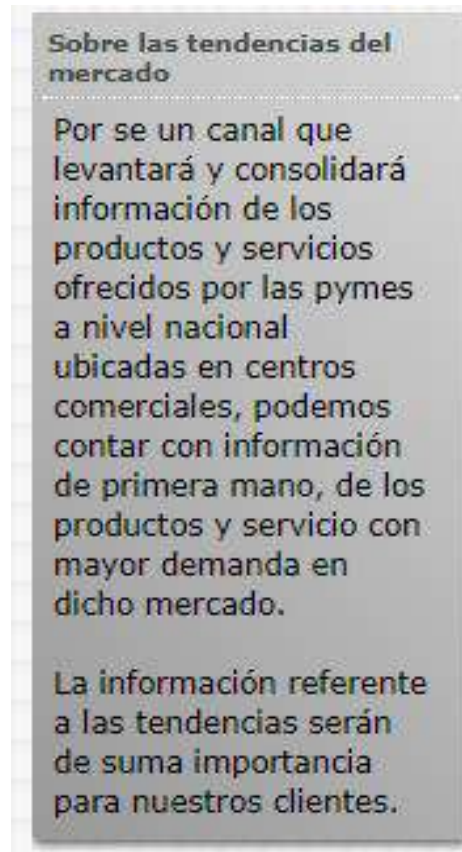 Sobre las tendencias del
mercado
Por se un canal que
levantará y consolidará
información de los
productos y servicios
ofrecidos por las pymes
a nivel nacional
ubicadas en centros
comerciales, podemos
contar con información
de primera mano, de los
productos y servicio con
mayor demanda en
dicho mercado.
La información referente
a las tendencias serán
de suma importancia
para nuestros clientes.